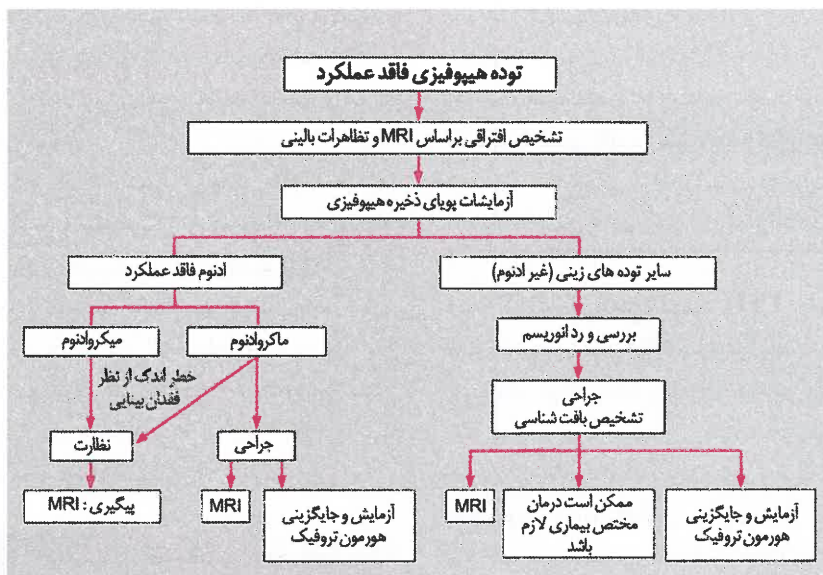 توده هیپوفیزی فاقد عملکرد
تشخیص افتراقی براساس MRI و تظاهرات بالینی
آزمایشات پویای ذخیره هیپوفیزی
سایر توده های زینی (غیر ادنوم)
ادنوم فاقد عملکرد
بررسی و رد انوریسم
ماکروادنوم
میکروادنوم
خطر اندک از نظر
فقدان بینایی
جراحی
تشخیص بافت شناسی
جراحی
نظارت
آزمایش و جایگزینی
هورمون تروفیک
ممکن است درمان
مختص بیماری لازم
باشد
MRI
آزمایش و جایگزینی
هورمون تروفیک
MRI
پیگیری: MRI